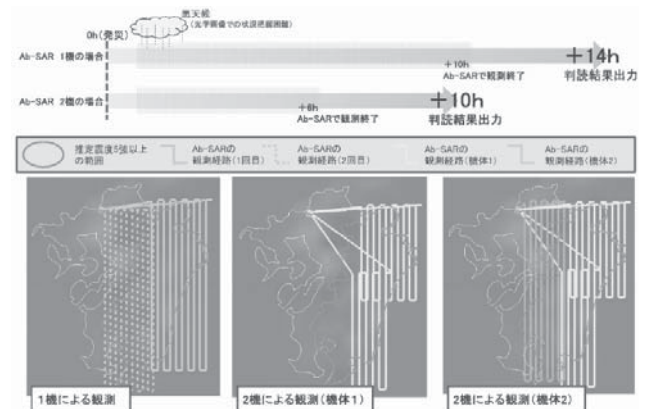 悪天候
(光学画像での状況把握困難)
0h(発災)
Ab-SAR 1機の場合
+10h
Ab-SARで観測終了
+14h
判読結果出力
Ab-SAR 2機の場合
+6h
Ab-SARで観測終了
+10h
判読結果出力
推定震度5強以上
の範囲
Ab-SARの
観測経路(1回目)
Ab-SARの
観測経路(2回目)
Ab-SARの
観測経路(機体1)
Ab-SARの
観測経路(機体2)
1機による観測
2機による観測(機体1)
2機による観測(機体2)